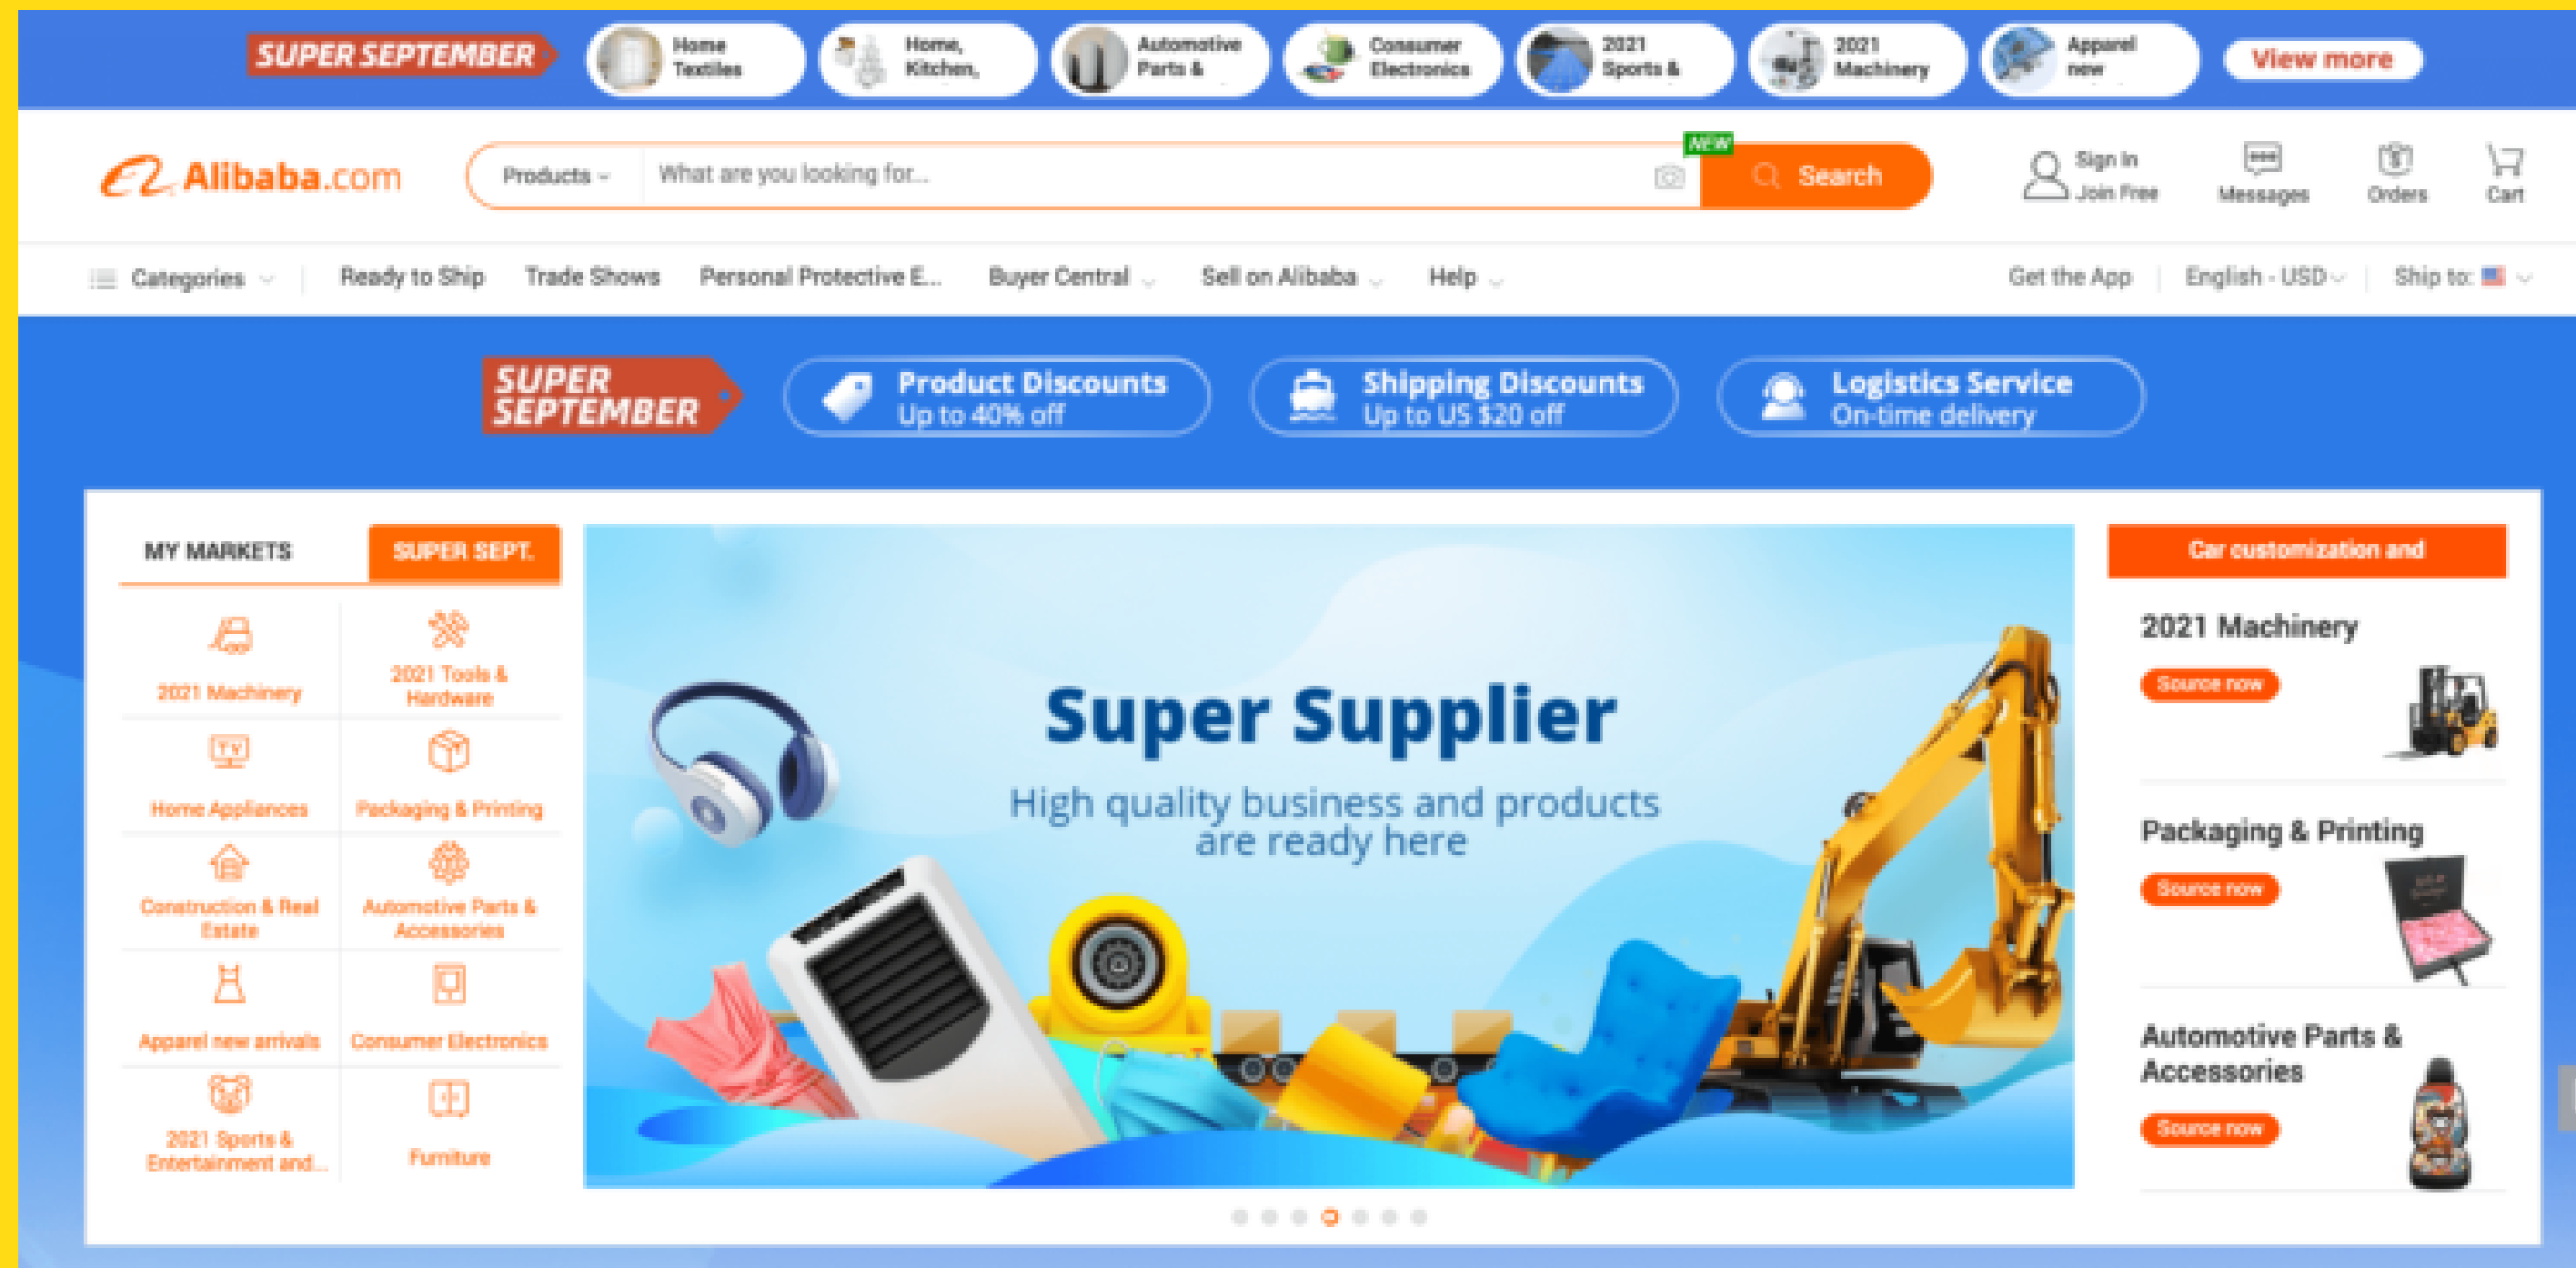 SUPER SEPTEMBER
Home
Textiles
Home,
Kitchen,
Automotive
Parts &
Consumer
Electronics
2021
Sports &
2021
Machinery
Apparel
new
View more
Alibaba.com
Products
What are you looking for...
NEW
Search
Sign In
Join Free
Messages
Orders
Cart
Categories
Ready to Ship
Trade Shows
Personal Protective E...
Buyer Central
Sell on Alibaba
Help
Get the App
English - USD
Ship to:
SUPER
SEPTEMBER
Product Discounts
Up to 40% off
Shipping Discounts
Up to US $20 off
Logistics Service
On-time delivery
MY MARKETS
SUPER SEPT.
2021 Machinery
2021 Tools &
Hardware
TV
Home Appliances
Packaging & Printing
Construction & Real
Estate
Automotive Parts &
Accessories
Apparel new arrivals
Consumer Electronics
2021 Sports &
Entertainment and...
Furniture
Super Supplier
High quality business and products
are ready here
Car customization and
2021 Machinery
Source now
Packaging & Printing
Source now
Automotive Parts &
Accessories
Source now